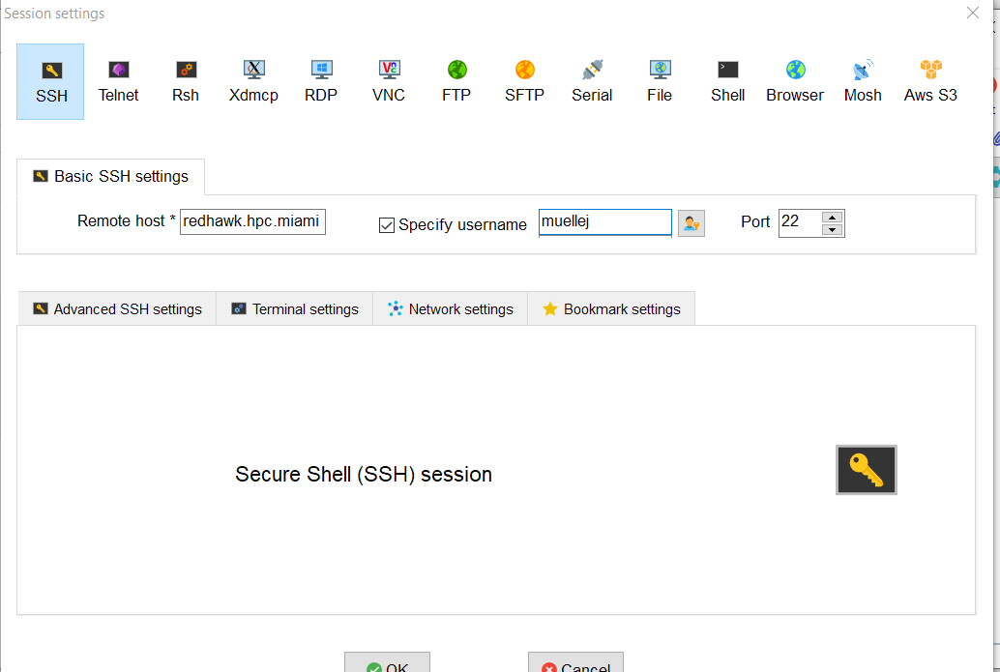 Session settings
SSH Telnet Rsh Xdmcp RDP VNC FTP SFTP Serial File Shell Browser Mosh Aws S3
Basic SSH settings
Remote host * redhawk.hpc.miami Specify username muellej Port 22
Advanced SSH settings Terminal settings Network settings Bookmark settings
Secure Shell (SSH) session
OK Cancel